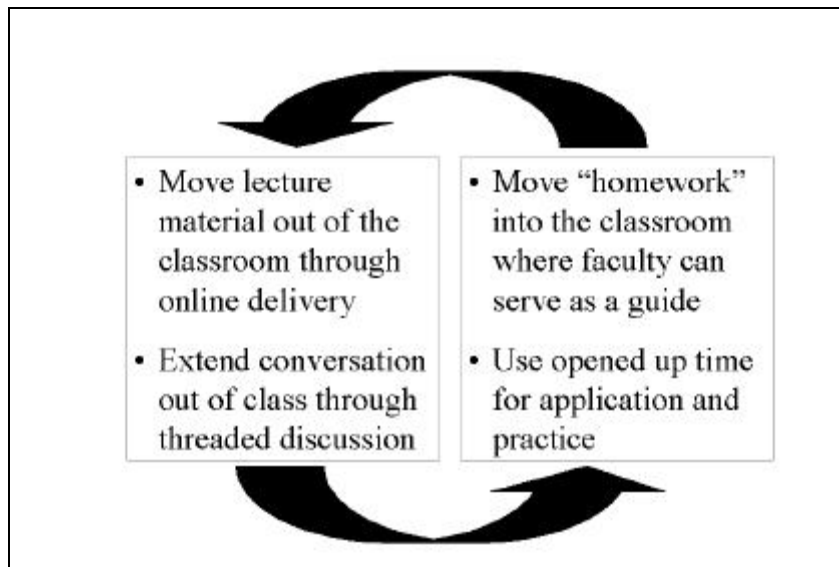 • Move lecture
material out of the
classroom through
online delivery
• Extend conversation
out of class through
threaded discussion
• Move “homework”
into the classroom
where faculty can
serve as a guide
• Use opened up time
for application and
practice